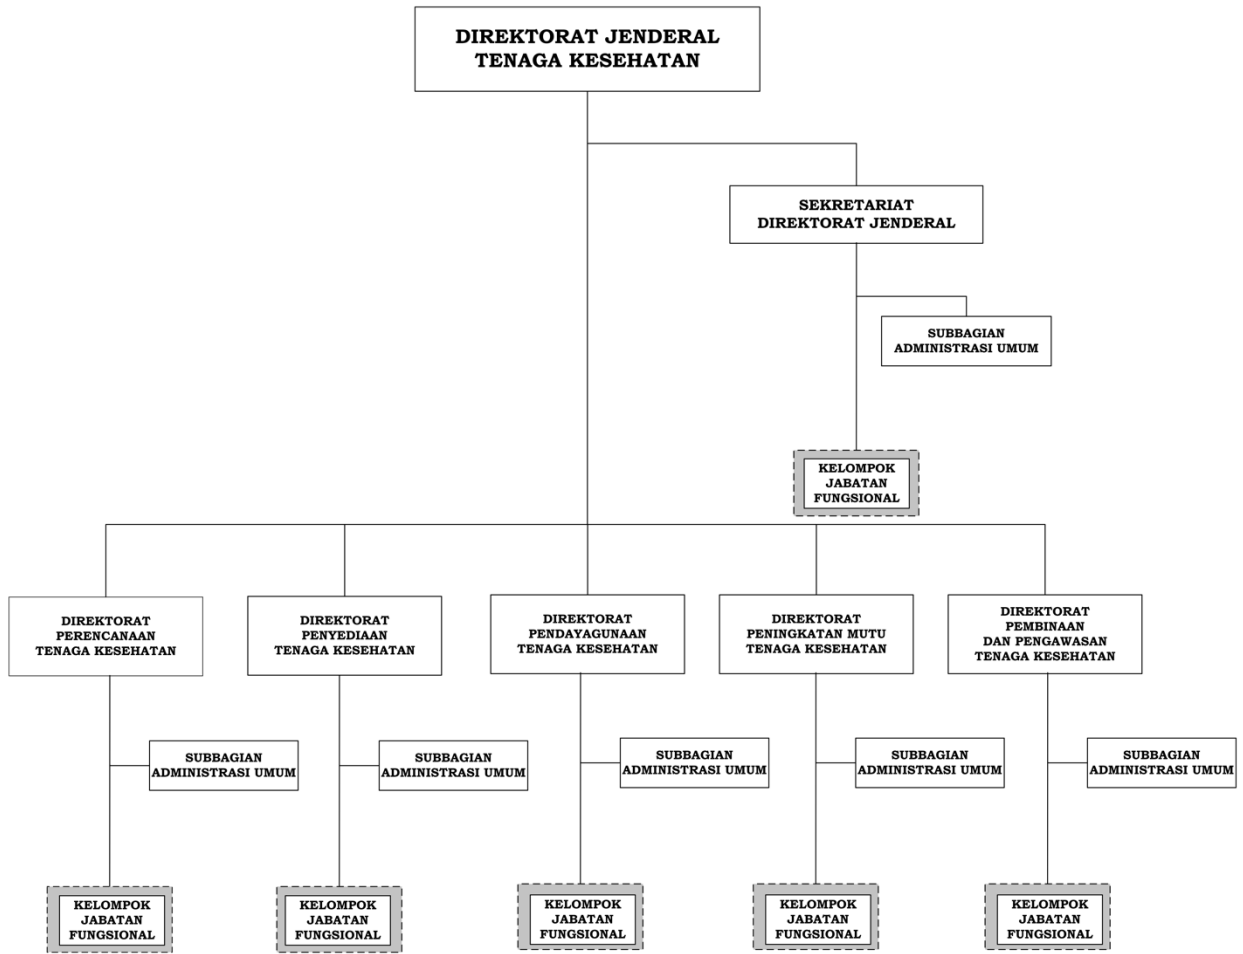 DIREKTORAT JENDERAL
TENAGA KESEHATAN
SEKRETARIAT
DIREKTORAT JENDERAL
SUBBAGIAN
ADMINISTRASI UMUM
KELOMPOK
JABATAN
FUNGSIONAL
DIREKTORAT
PERENCANAAN
TENAGA KESEHATAN
DIREKTORAT
PENYEDIAAN
TENAGA KESEHATAN
DIREKTORAT
PENDAYAGUNAAN
TENAGA KESEHATAN
DIREKTORAT
PENINGKATAN MUTU
TENAGA KESEHATAN
DIREKTORAT
PEMBINAAN
DAN PENGAWASAN
TENAGA KESEHATAN
SUBBAGIAN
ADMINISTRASI UMUM
SUBBAGIAN
ADMINISTRASI UMUM
SUBBAGIAN
ADMINISTRASI UMUM
SUBBAGIAN
ADMINISTRASI UMUM
SUBBAGIAN
ADMINISTRASI UMUM
KELOMPOK
JABATAN
FUNGSIONAL
KELOMPOK
JABATAN
FUNGSIONAL
KELOMPOK
JABATAN
FUNGSIONAL
KELOMPOK
JABATAN
FUNGSIONAL
KELOMPOK
JABATAN
FUNGSIONAL